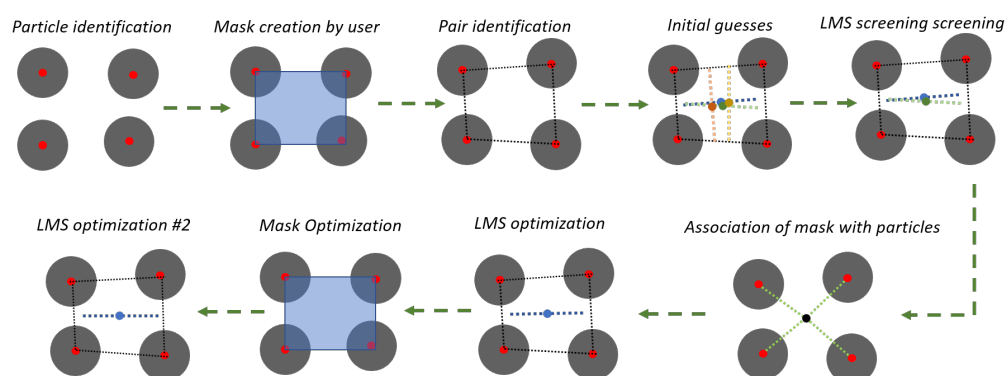 Particle identification
Mask creation by user
Pair identification
Initial guesses
LMS screening screening
Association of mask with particles
LMS optimization
Mask Optimization
LMS optimization #2